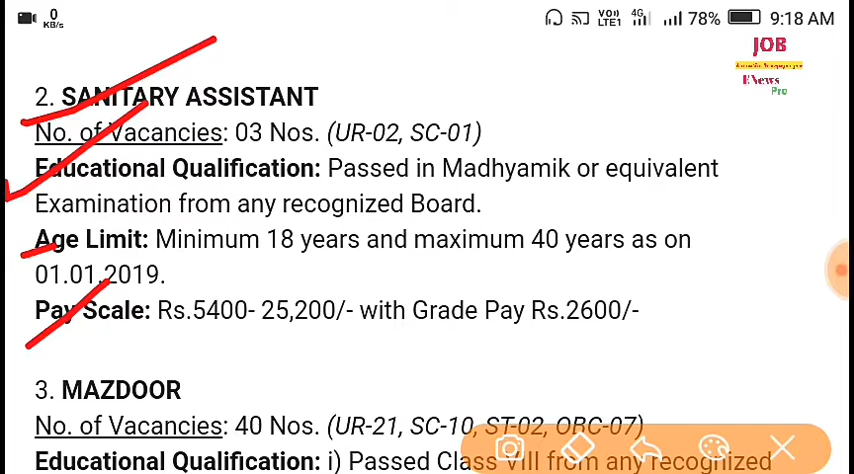 0
KB/s
VO))
LTE1
4G
78%
9:18 AM
JOB
ENews
Pro
2. SANITARY ASSISTANT
No. of Vacancies: 03 Nos. (UR-02, SC-01)
Educational Qualification: Passed in Madhyamik or equivalent
Examination from any recognized Board.
Age Limit: Minimum 18 years and maximum 40 years as on
01.01.2019.
Pay Scale: Rs.5400- 25,200/- with Grade Pay Rs.2600/-
3. MAZDOOR
No. of Vacancies: 40 Nos. (UR-21, SC-10, ST-02, OBC-07)
Educational Qualification: i) Passed Class VIII from any recognized